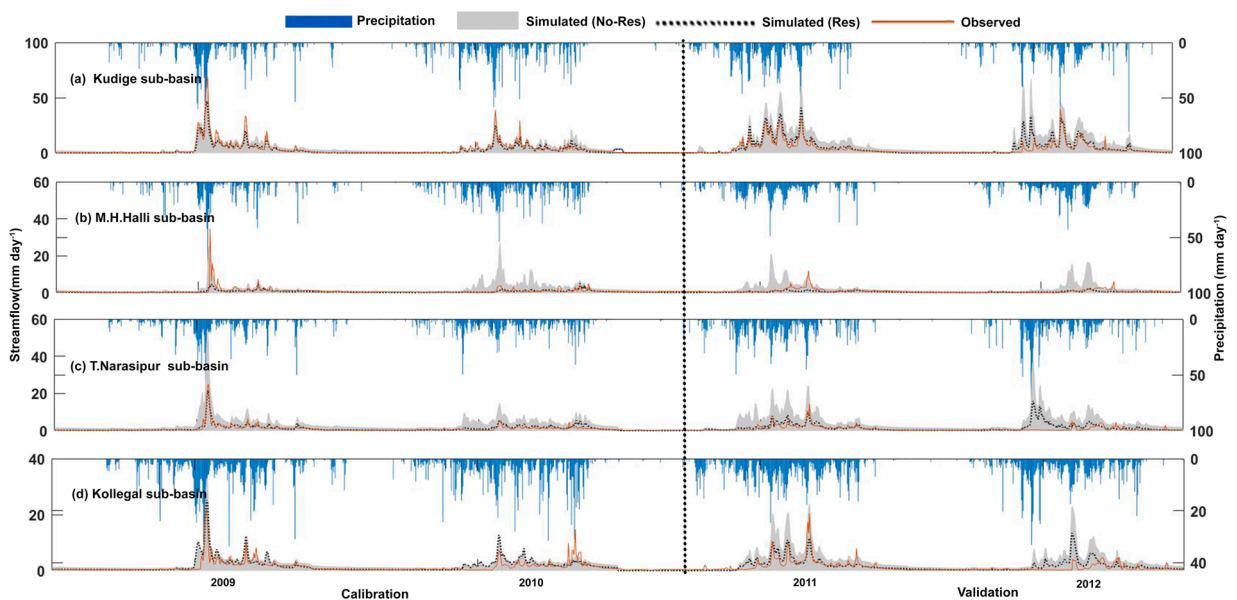 Precipitation Simulated (No-Res) Simulated (Res) Observed
100 0
(a) Kudige sub-basin
50 50
0 100
60 0
(b) M.H.Halli sub-basin
40
20 50
0 100
60 0
40
(c) T.Narasipur sub-basin
20 50
0 100
40 0
(d) Kollegal sub-basin
20 20
0 40
Streamflow(mm day-1)
Precipitation (mm day-1)
2009 2010 2011 2012
Calibration Validation